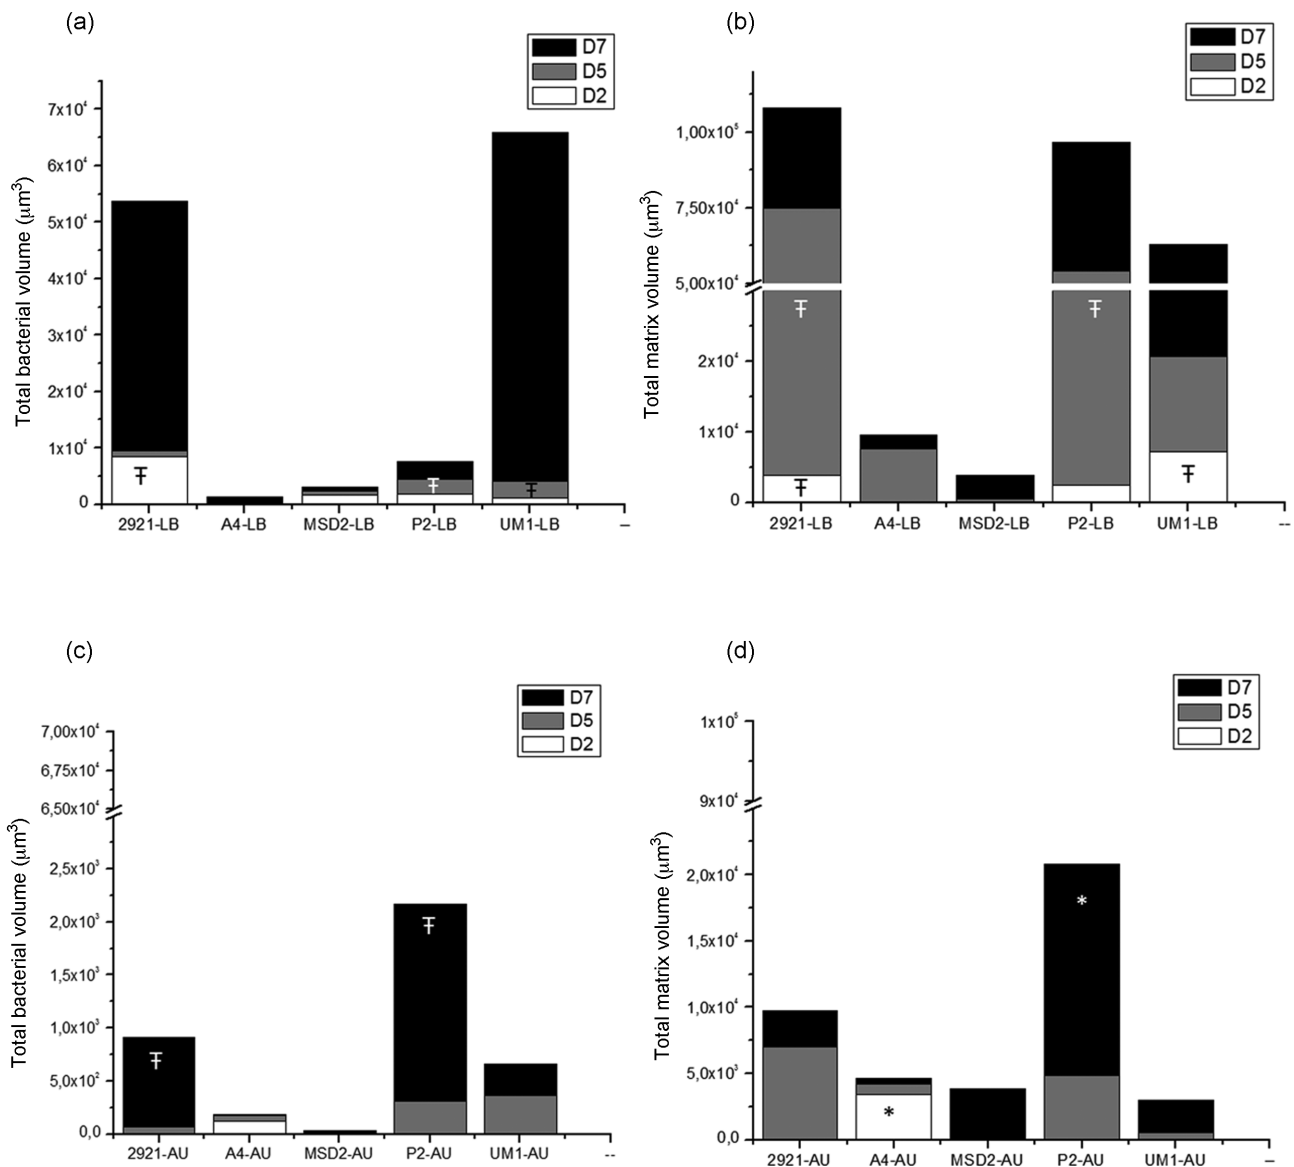 (a)
D7
D5
D2
Total bacterial volume (µm³)
7x10⁴
6x10⁴
5x10⁴
4x10⁴
3x10⁴
2x10⁴
1x10⁴
0
2921-LB A4-LB MSD2-LB P2-LB UM1-LB --
Ŧ Ŧ Ŧ
(b)
D7
D5
D2
Total matrix volume (µm³)
1,00x10⁵
7,50x10⁴
5,00x10⁴
2x10⁴
1x10⁴
0
Ŧ Ŧ
Ŧ Ŧ
2921-LB A4-LB MSD2-LB P2-LB UM1-LB --
(c)
D7
D5
D2
Total bacterial volume (µm³)
7,00x10⁴
6,75x10⁴
6,50x10⁴
2,5x10³
2,0x10³
1,5x10³
1,0x10³
5,0x10²
0,0
Ŧ Ŧ
2921-AU A4-AU MSD2-AU P2-AU UM1-AU --
(d)
D7
D5
D2
Total matrix volume (µm³)
1x10⁵
9x10⁴
2,0x10⁴
1,5x10⁴
1,0x10⁴
5,0x10³
0,0
*
*
2921-AU A4-AU MSD2-AU P2-AU UM1-AU --